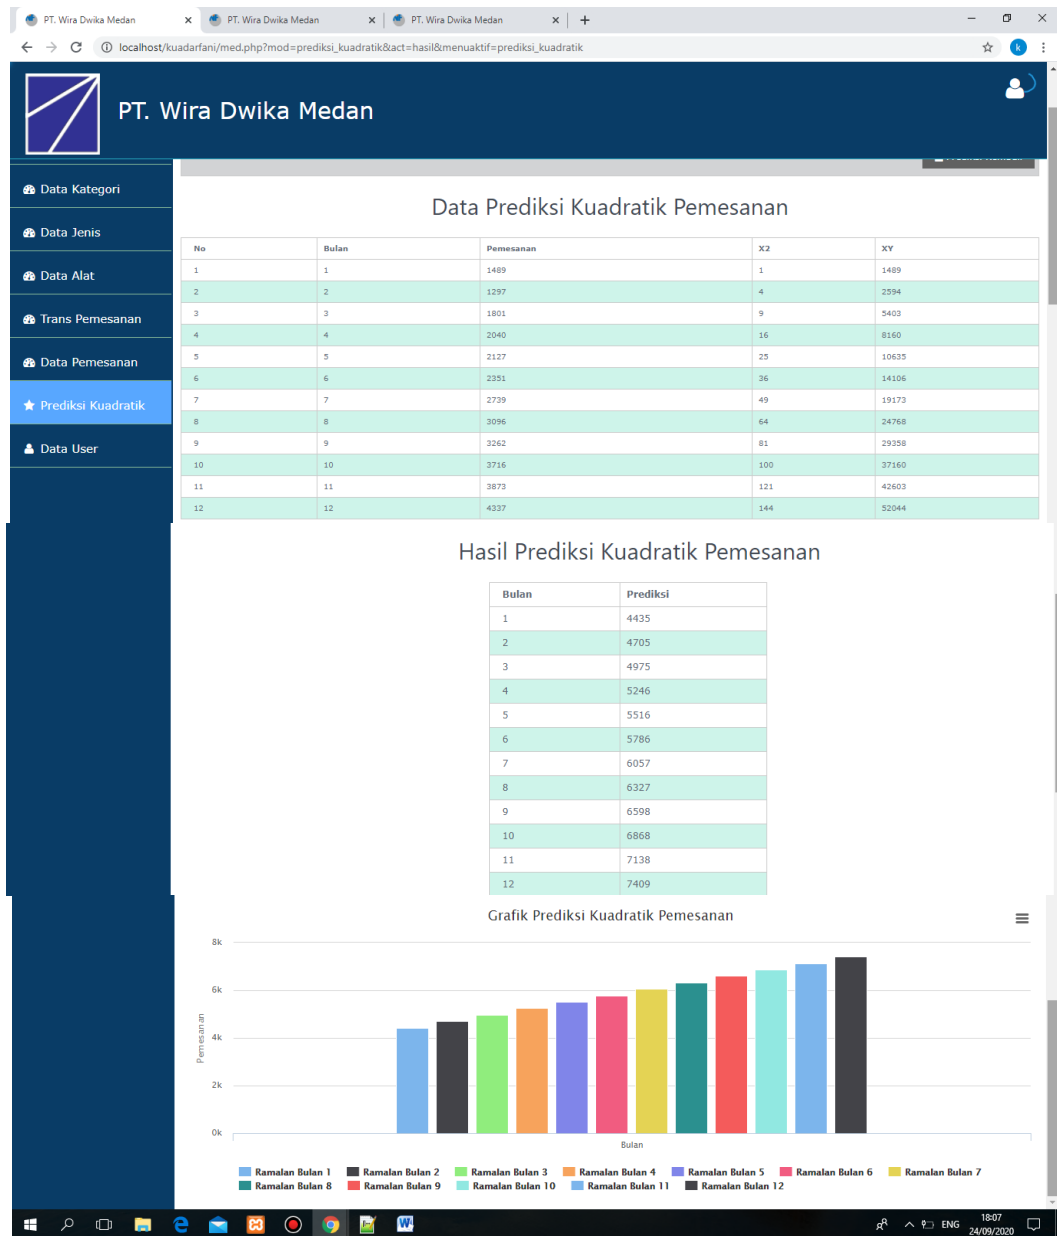 PT. Wira Dwika Medan PT. Wira Dwika Medan PT. Wira Dwika Medan
localhost/kuadarfani/med.php?mod=prediksi_kuadratik&act=hasil&menuaktif=prediksi_kuadratik k
PT. Wira Dwika Medan
Data Kategori
Data Jenis
Data Alat
Trans Pemesanan
Data Pemesanan
Prediksi Kuadratik
Data User
Data Prediksi Kuadratik Pemesanan
No Bulan Pemesanan X2 XY
1 1 1489 1 1489
2 2 1297 4 2594
3 3 1801 9 5403
4 4 2040 16 8160
5 5 2127 25 10635
6 6 2351 36 14106
7 7 2739 49 19173
8 8 3096 64 24768
9 9 3262 81 29358
10 10 3716 100 37160
11 11 3873 121 42603
12 12 4337 144 52044
Hasil Prediksi Kuadratik Pemesanan
Bulan Prediksi
1 4435
2 4705
3 4975
4 5246
5 5516
6 5786
7 6057
8 6327
9 6598
10 6868
11 7138
12 7409
Grafik Prediksi Kuadratik Pemesanan
8k
6k
4k
2k
0k
Pemesanan
Bulan
Ramalan Bulan 1 Ramalan Bulan 2 Ramalan Bulan 3 Ramalan Bulan 4 Ramalan Bulan 5 Ramalan Bulan 6 Ramalan Bulan 7
Ramalan Bulan 8 Ramalan Bulan 9 Ramalan Bulan 10 Ramalan Bulan 11 Ramalan Bulan 12
ENG 18:07
24/09/2020